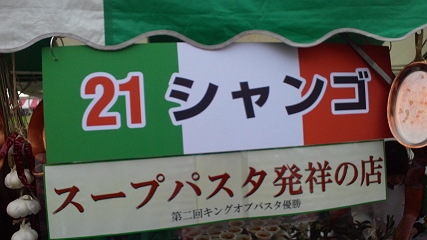 21 シャンゴ
スープパスタ発祥の店
第二回キングオブパスタ優勝